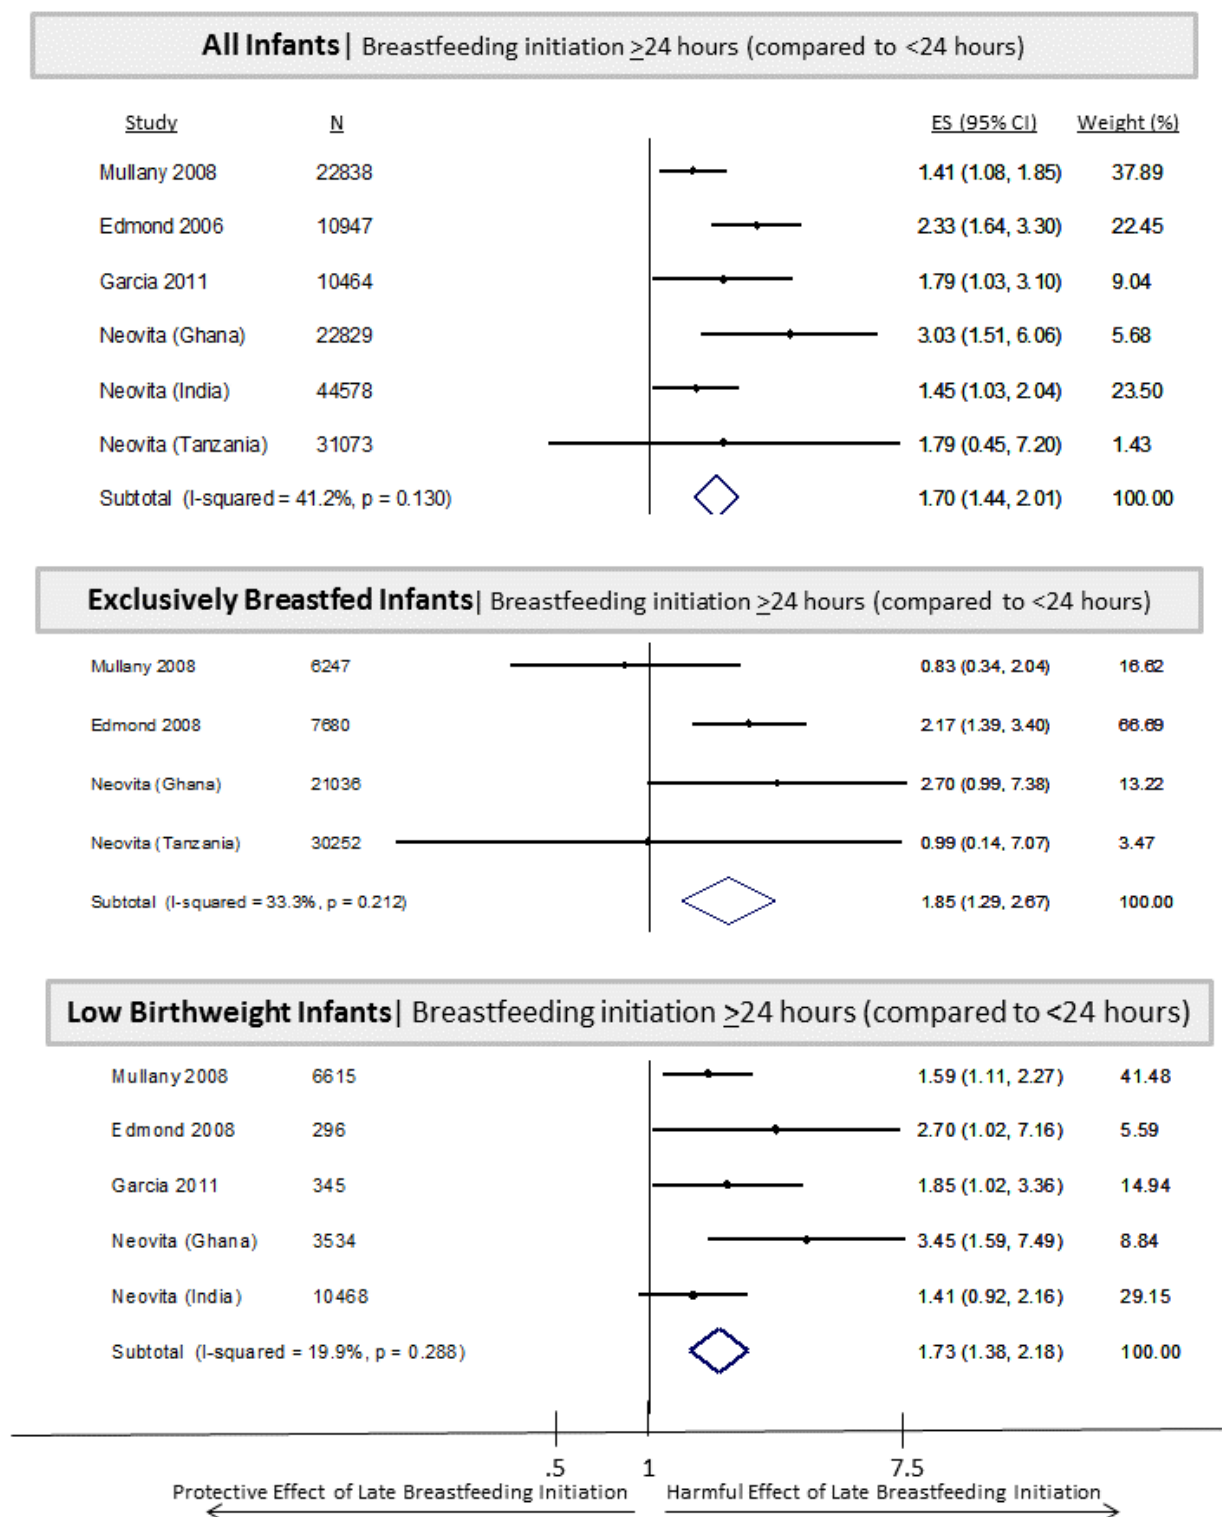 All Infants| Breastfeeding initiation ≥24 hours (compared to <24 hours)
Study N ES (95% CI) Weight (%)
Mullany 2008 22838 1.41 (1.08, 1.85) 37.89
Edmond 2006 10947 2.33 (1.64, 3.30) 22.45
Garcia 2011 10464 1.79 (1.03, 3.10) 9.04
Neovita (Ghana) 22829 3.03 (1.51, 6.06) 5.68
Neovita (India) 44578 1.45 (1.03, 2.04) 23.50
Neovita (Tanzania) 31073 1.79 (0.45, 7.20) 1.43
Subtotal (I-squared = 41.2%, p = 0.130) 1.70 (1.44, 2.01) 100.00
Exclusively Breastfed Infants| Breastfeeding initiation ≥24 hours (compared to <24 hours)
Mullany 2008 6247 0.83 (0.34, 2.04) 16.62
Edmond 2008 7680 2.17 (1.39, 3.40) 66.69
Neovita (Ghana) 21036 2.70 (0.99, 7.38) 13.22
Neovita (Tanzania) 30252 0.99 (0.14, 7.07) 3.47
Subtotal (I-squared = 33.3%, p = 0.212) 1.85 (1.29, 2.67) 100.00
Low Birthweight Infants| Breastfeeding initiation ≥24 hours (compared to <24 hours)
Mullany 2008 6615 1.59 (1.11, 2.27) 41.48
Edmond 2008 296 2.70 (1.02, 7.16) 5.59
Garcia 2011 345 1.85 (1.02, 3.36) 14.94
Neovita (Ghana) 3534 3.45 (1.59, 7.49) 8.84
Neovita (India) 10468 1.41 (0.92, 2.16) 29.15
Subtotal (I-squared = 19.9%, p = 0.288) 1.73 (1.38, 2.18) 100.00
.5 1 7.5
Protective Effect of Late Breastfeeding Initiation Harmful Effect of Late Breastfeeding Initiation